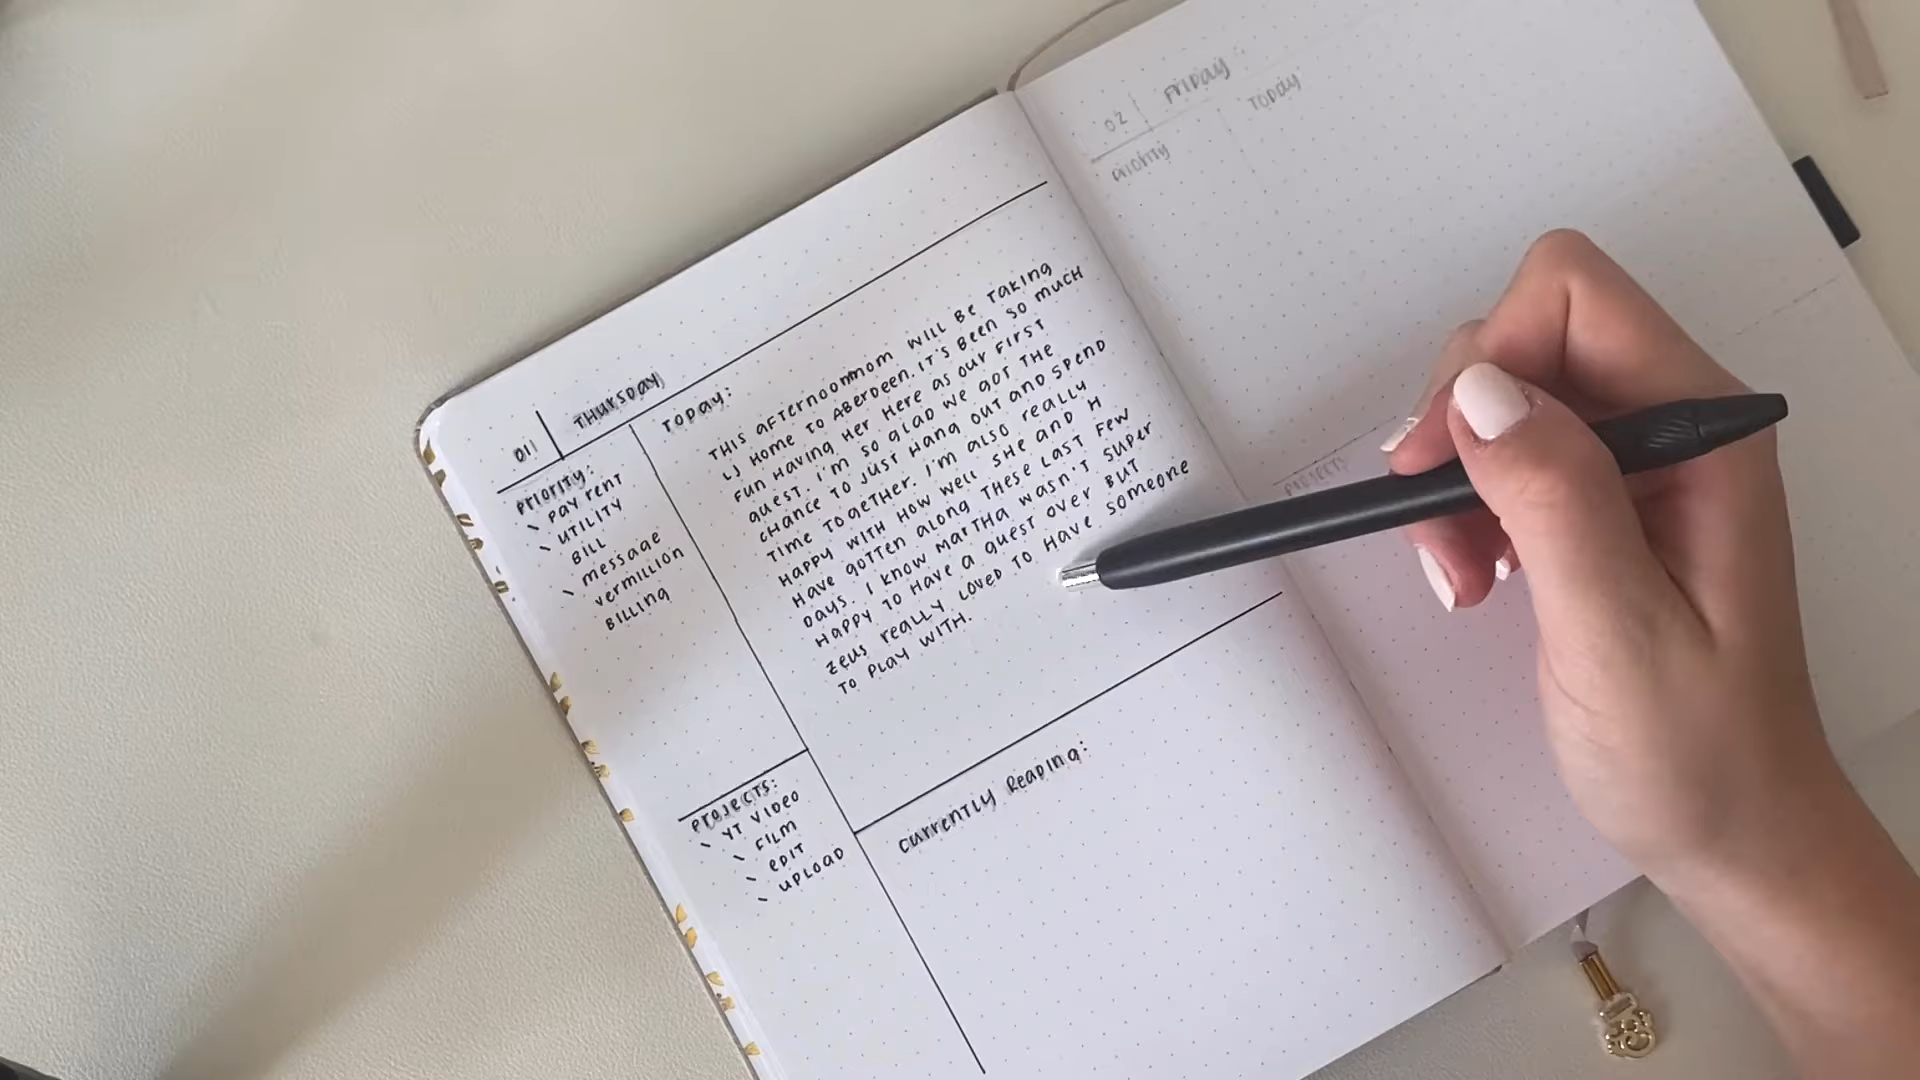 011 THURSDAY
PRIORITY:
- PAY RENT
- UTILITY
BILL
- MESSAGE
VERMILLION
BILLING
TODAY:
THIS AFTERNOOMMOM WILL BE TAKING
LJ HOME TO ABERDEEN. IT'S BEEN SO MUCH
FUN HAVING HER HERE AS OUR FIRST
GUEST. I'M SO GLAD WE GOT THE
CHANCE TO JUST HANG OUT AND SPEND
TIME TOGETHER. I'M ALSO REALLY
HAPPY WITH HOW WELL SHE AND H
HAVE GOTTEN ALONG THESE LAST FEW
DAYS. I KNOW MARTHA WASN'T SUPER
HAPPY TO HAVE A GUEST OVER BUT
ZEUS REALLY LOVED TO HAVE SOMEONE
TO PLAY WITH.
PROJECTS:
- YT VIDEO
- FILM
- EDIT
- UPLOAD
CURRENTLY READING:
02 FRIDAY
PRIORITY
TODAY
PROJECTS